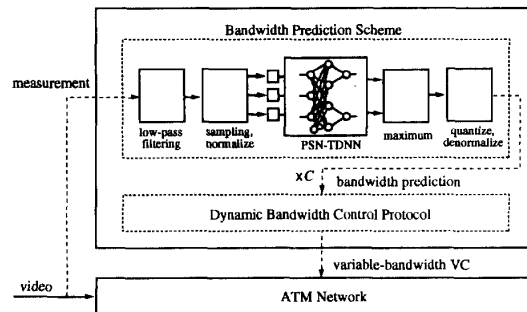 Bandwidth Prediction Scheme
measurement
low-pass
filtering
sampling,
normalize
PSN-TDNN
maximum
quantize,
denormalize
xC
bandwidth prediction
Dynamic Bandwidth Control Protocol
variable-bandwidth VC
video
ATM Network